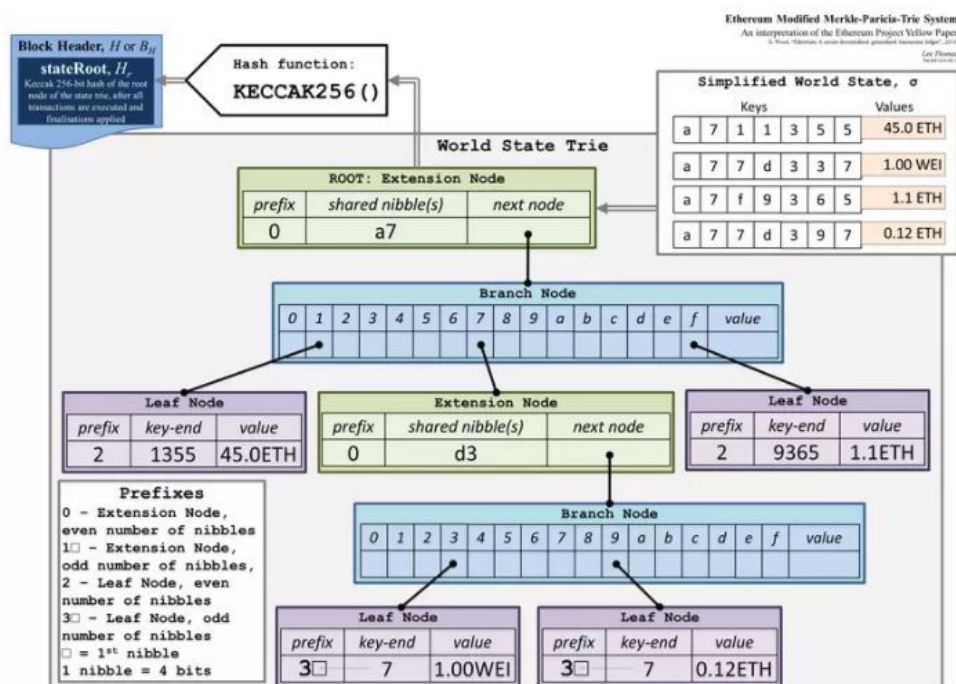 Ethereum Modified Merkle-Paricia-Trie System
An interpretation of the Ethereum Project Yellow Paper
Block Header, H or B_H
stateRoot, H_r
Keccak 256-bit hash of the root
node of the state trie, after all
transactions are executed and
finalisations applied
Hash function:
KECCAK256()
Simplified World State, σ
Keys Values
a 7 1 1 3 5 5 45.0 ETH
a 7 7 d 3 3 7 1.00 WEI
a 7 f 9 3 6 5 1.1 ETH
a 7 7 d 3 9 7 0.12 ETH
World State Trie
ROOT: Extension Node
prefix shared nibble(s) next node
0 a7
Branch Node
0 1 2 3 4 5 6 7 8 9 a b c d e f value
Leaf Node
prefix key-end value
2 1355 45.0ETH
Extension Node
prefix shared nibble(s) next node
0 d3
Leaf Node
prefix key-end value
2 9365 1.1ETH
Prefixes
0 - Extension Node,
even number of nibbles
1□ - Extension Node,
odd number of nibbles,
2 - Leaf Node, even
number of nibbles
3□ - Leaf Node, odd
number of nibbles
□ = 1st nibble
1 nibble = 4 bits
Branch Node
0 1 2 3 4 5 6 7 8 9 a b c d e f value
Leaf Node
prefix key-end value
3□ 7 1.00WEI
Leaf Node
prefix key-end value
3□ 7 0.12ETH